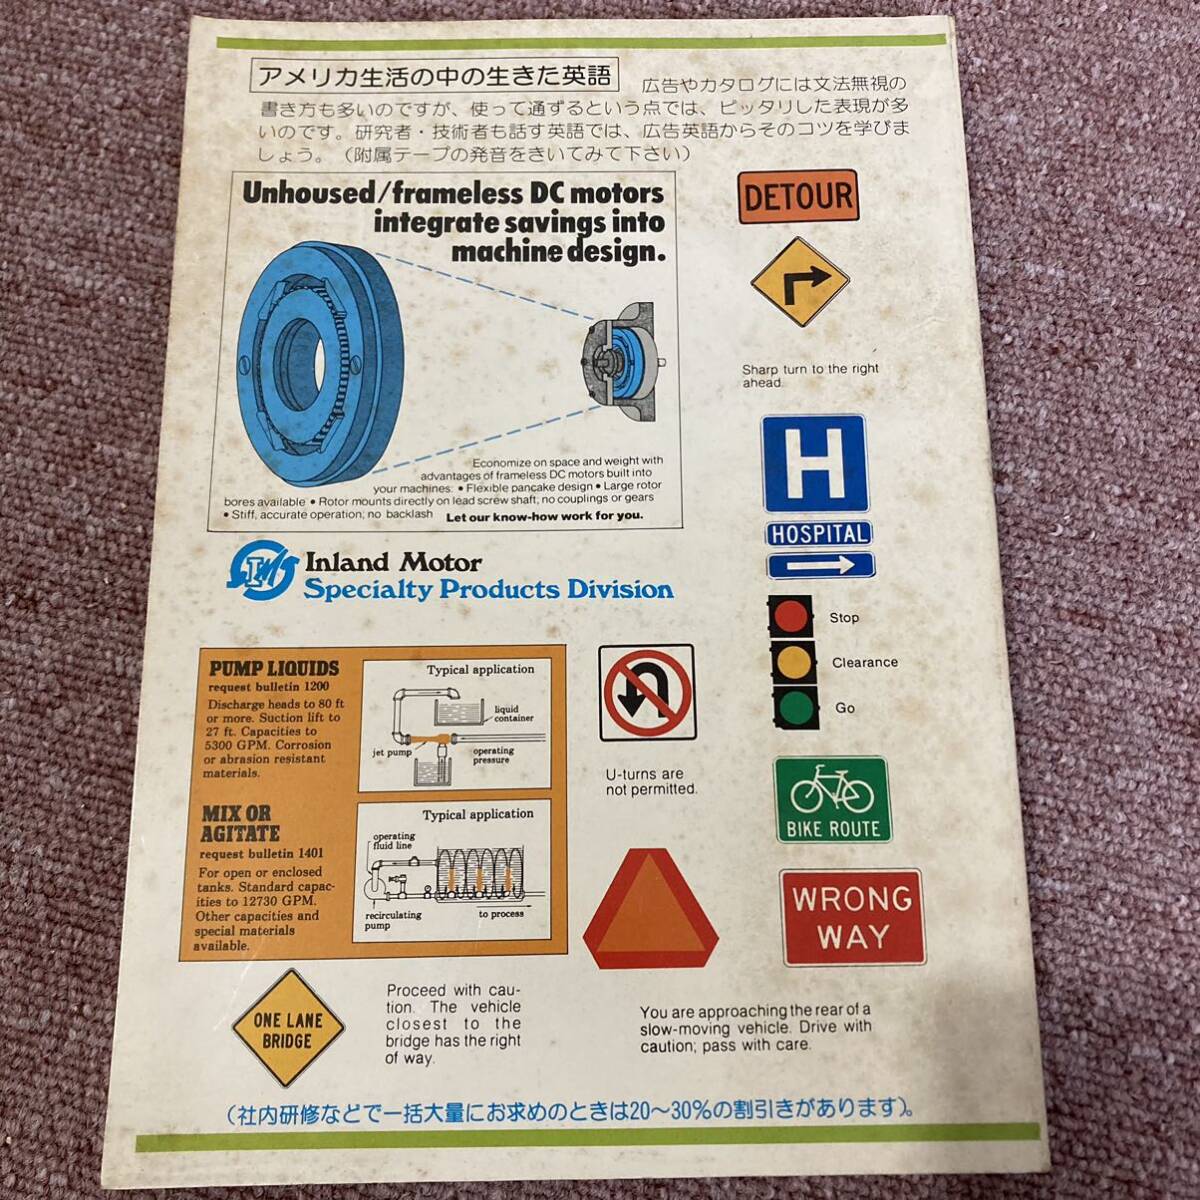 アメリカ生活の中の生きた英語 広告やカタログには文法無視の
書き方も多いのですが、使って通ずるという点では、ピッタリした表現が多
いのです。研究者・技術者も話す英語では、広告英語からそのコツを学びま
しょう。（附属テープの発音をきいてみて下さい）
Unhoused/frameless DC motors
integrate savings into
machine design.
Economize on space and weight with
advantages of frameless DC motors built into
your machines: • Flexible pancake design • Large rotor
bores available • Rotor mounts directly on lead screw shaft; no couplings or gears
• Stiff, accurate operation; no backlash Let our know-how work for you.
IM Inland Motor
Specialty Products Division
DETOUR
Sharp turn to the right
ahead.
H
HOSPITAL
Stop
Clearance
Go
PUMP LIQUIDS
request bulletin 1200
Discharge heads to 80 ft
or more. Suction lift to
27 ft. Capacities to
5300 GPM. Corrosion
or abrasion resistant
materials.
Typical application
liquid
container
jet pump
operating
pressure
MIX OR
AGITATE
request bulletin 1401
For open or enclosed
tanks. Standard capac-
ities to 12730 GPM.
Other capacities and
special materials
available.
Typical application
operating
fluid line
recirculating
pump
to process
U-turns are
not permitted.
BIKE ROUTE
WRONG
WAY
ONE LANE
BRIDGE
Proceed with cau-
tion. The vehicle
closest to the
bridge has the right
of way.
You are approaching the rear of a
slow-moving vehicle. Drive with
caution; pass with care.
（社内研修などで一括大量にお求めのときは20～30%の割引きがあります）。